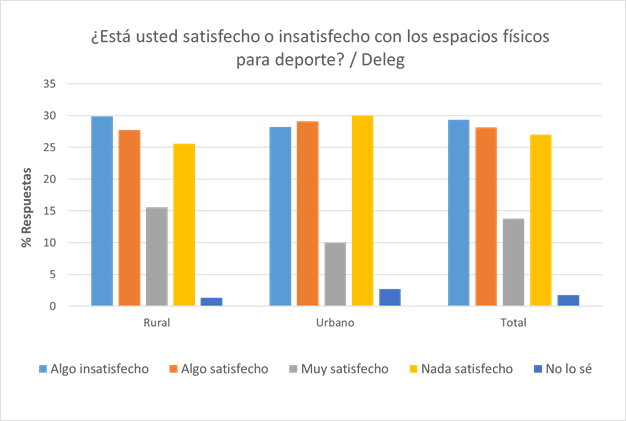 ¿Está usted satisfecho o insatisfecho con los espacios físicos
para deporte? / Deleg
35
30
25
20
15
10
5
0
% Respuestas
Rural Urbano Total
Algo insatisfecho Algo satisfecho Muy satisfecho Nada satisfecho No lo sé